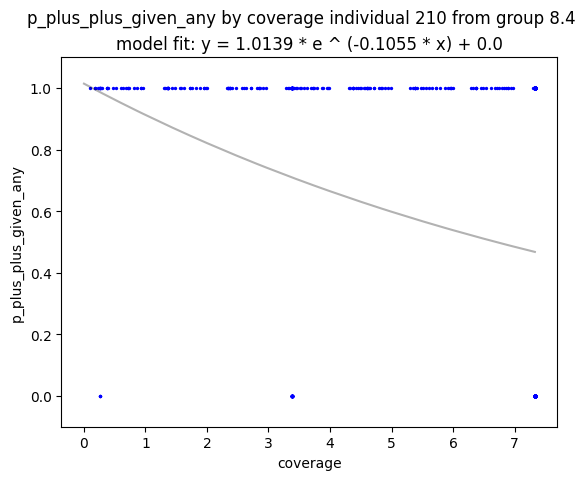 p_plus_plus_given_any by coverage individual 210 from group 8.4
model fit: y = 1.0139 * e ^ (-0.1055 * x) + 0.0
p_plus_plus_given_any
1.0
0.8
0.6
0.4
0.2
0.0
0 1 2 3 4 5 6 7
coverage